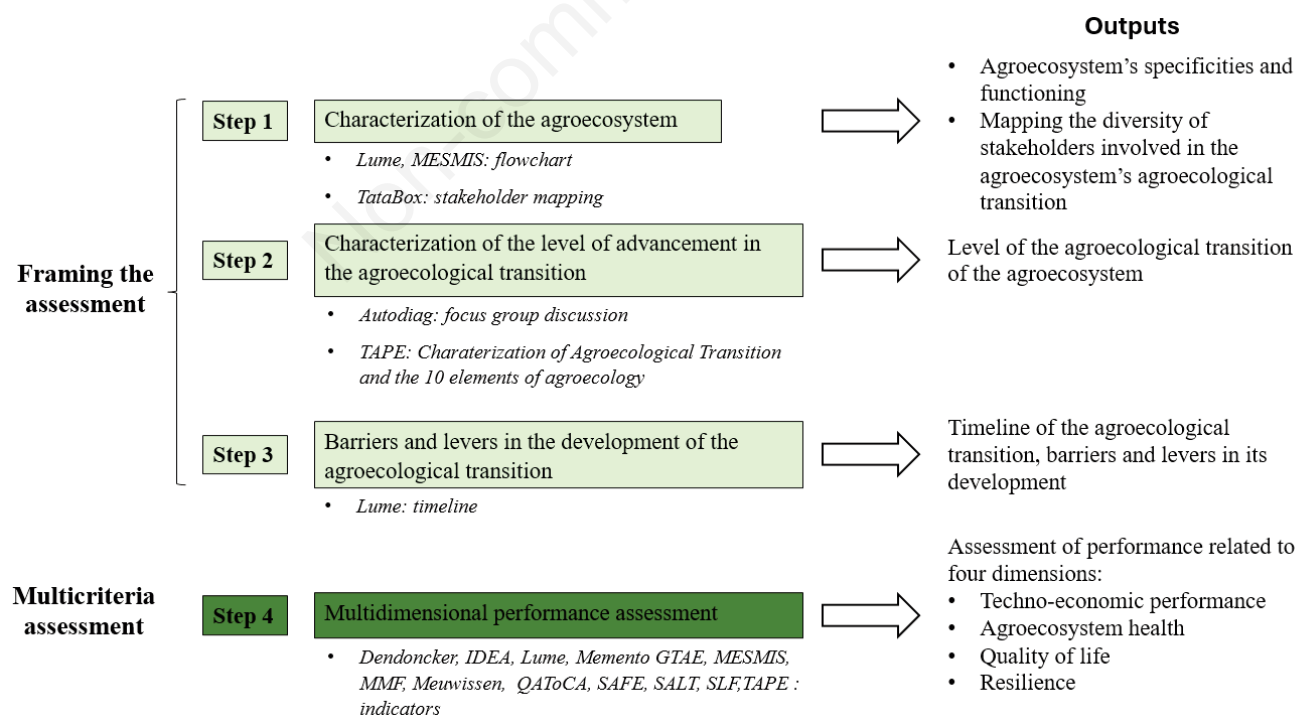 Outputs
Framing the
assessment
Step 1
Characterization of the agroecosystem
• Lume, MESMIS: flowchart
• TataBox: stakeholder mapping
• Agroecosystem's specificities and
functioning
• Mapping the diversity of
stakeholders involved in the
agroecosystem's agroecological
transition
Step 2
Characterization of the level of advancement in
the agroecological transition
• Autodiag: focus group discussion
• TAPE: Charaterization of Agroecological Transition
and the 10 elements of agroecology
Level of the agroecological transition
of the agroecosystem
Step 3
Barriers and levers in the development of the
agroecological transition
• Lume: timeline
Timeline of the agroecological
transition, barriers and levers in its
development
Multicriteria
assessment
Step 4
Multidimensional performance assessment
• Dendoncker, IDEA, Lume, Memento GTAE, MESMIS,
MMF, Meuwissen, QAToCA, SAFE, SALT, SLF,TAPE :
indicators
Assessment of performance related to
four dimensions:
• Techno-economic performance
• Agroecosystem health
• Quality of life
• Resilience
Non-comm